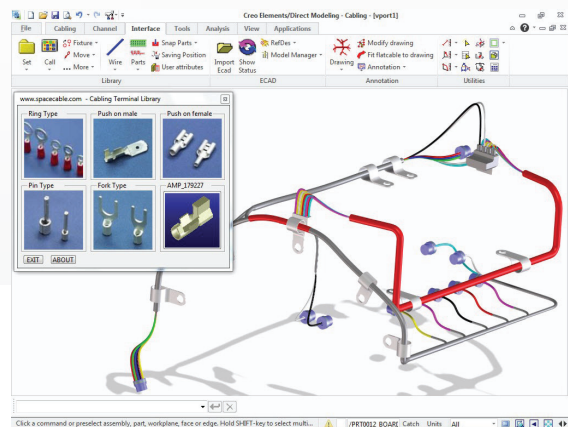 Creo Elements/Direct Modeling - Cabling - [vport1]
File Cabling Channel Interface Tools Analysis View Applications
Set Call Fixture Move More Wire Parts Snap Parts Saving Position User attributes Import Ecad Show Status RefDes Model Manager Drawing Modify drawing Fit flattable to drawing Annotation
Library ECAD Annotation Utilities
www.spacecable.com - Cabling Terminal Library
Ring Type Push on male Push on female
Pin Type Fork Type AMP_179227
EXIT ABOUT
Click a command or preselect assembly, part, workplane, face or edge. Hold SHIFT-key to select multi... /PRT0012_BOARI Catch Units All